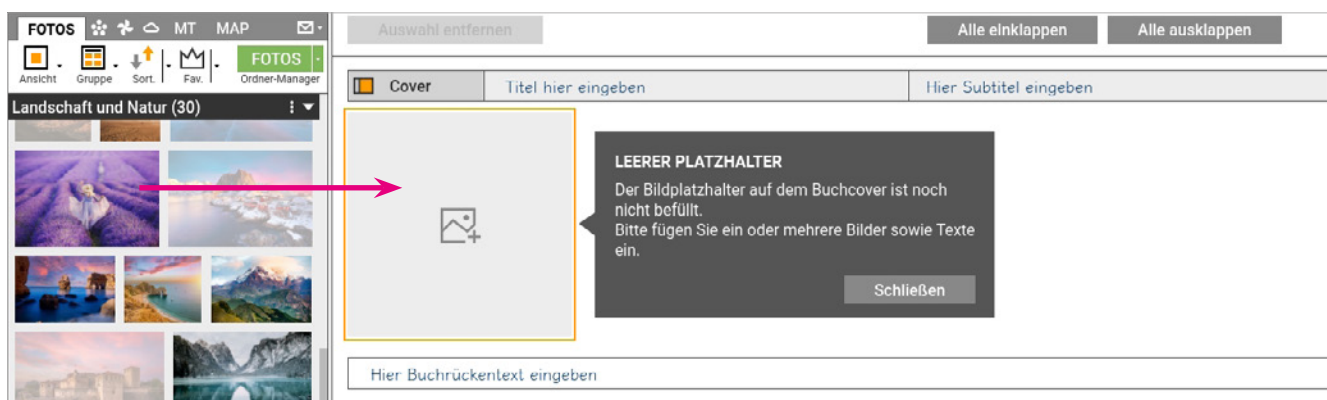 FOTOS MT MAP
Ansicht Gruppe Sort. Fav. FOTOS
Ordner-Manager
Landschaft und Natur (30)
Auswahl entfernen
Alle einklappen Alle ausklappen
Cover Titel hier eingeben Hier Subtitel eingeben
LEERER PLATZHALTER
Der Bildplatzhalter auf dem Buchcover ist noch
nicht befüllt.
Bitte fügen Sie ein oder mehrere Bilder sowie Texte
ein.
Schließen
Hier Buchrückentext eingeben